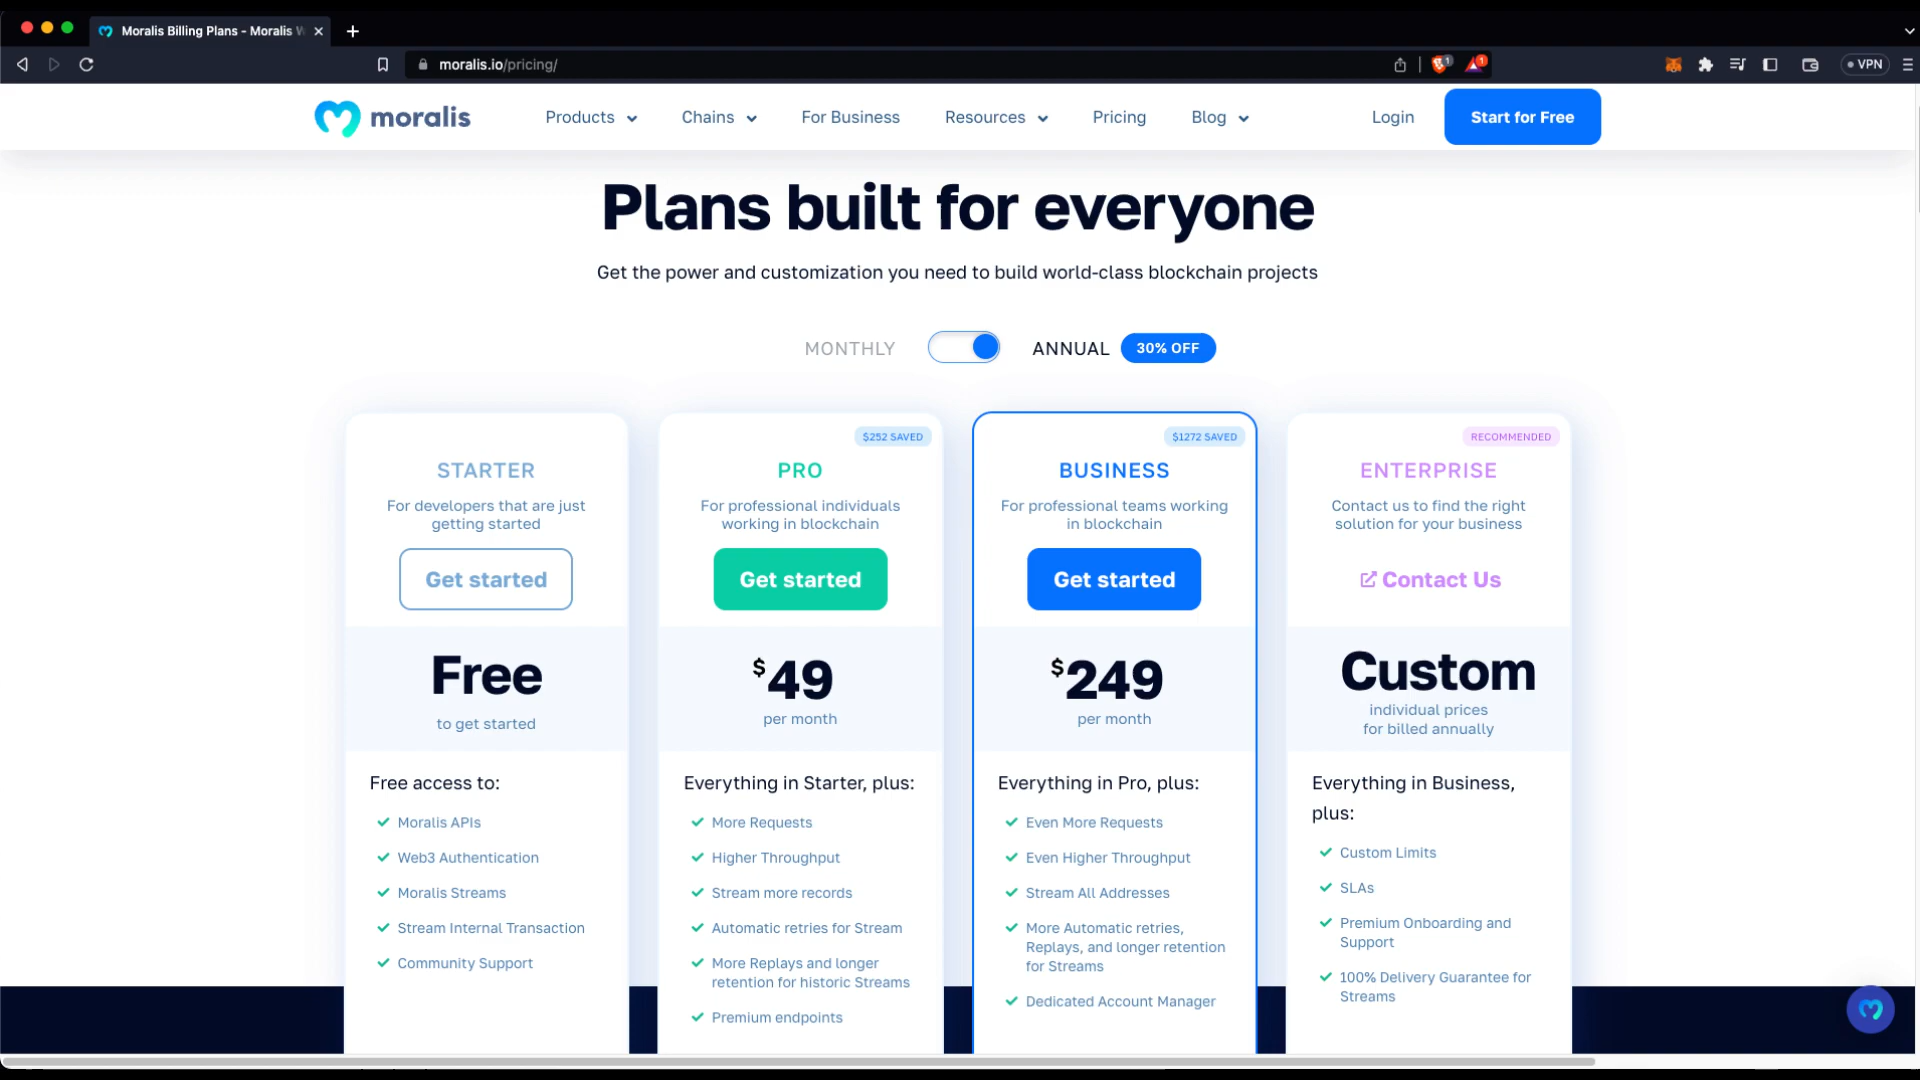 Moralis Billing Plans - Moralis W
moralis.io/pricing/
1
1
VPN
moralis
Products
Chains
For Business
Resources
Pricing
Blog
Login
Start for Free
Plans built for everyone
Get the power and customization you need to build world-class blockchain projects
MONTHLY
ANNUAL
30% OFF
STARTER
For developers that are just
getting started
Get started
Free
to get started
Free access to:
Moralis APIs
Web3 Authentication
Moralis Streams
Stream Internal Transaction
Community Support
$252 SAVED
PRO
For professional individuals
working in blockchain
Get started
$49
per month
Everything in Starter, plus:
More Requests
Higher Throughput
Stream more records
Automatic retries for Stream
More Replays and longer
retention for historic Streams
Premium endpoints
$1272 SAVED
BUSINESS
For professional teams working
in blockchain
Get started
$249
per month
Everything in Pro, plus:
Even More Requests
Even Higher Throughput
Stream All Addresses
More Automatic retries,
Replays, and longer retention
for Streams
Dedicated Account Manager
RECOMMENDED
ENTERPRISE
Contact us to find the right
solution for your business
Contact Us
Custom
individual prices
for billed annually
Everything in Business,
plus:
Custom Limits
SLAs
Premium Onboarding and
Support
100% Delivery Guarantee for
Streams